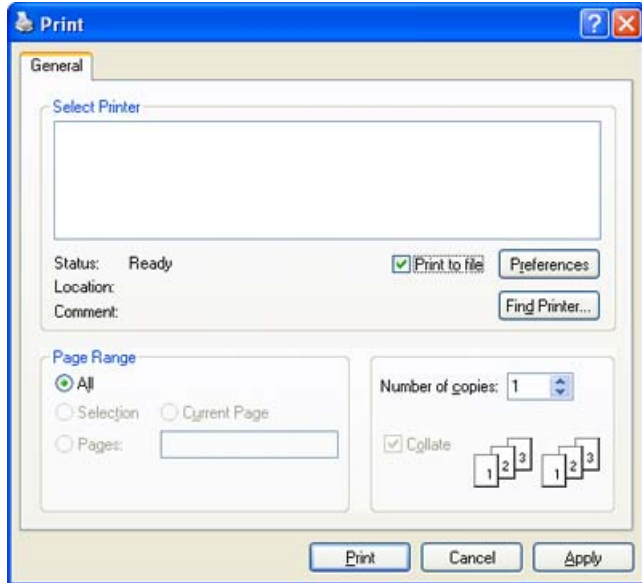 Print
General
Select Printer
Status: Ready
Print to file
Preferences
Location:
Comment:
Find Printer...
Page Range
All
Selection
Current Page
Pages:
Number of copies: 1
Collate
1 2 3 1 2 3
Print Cancel Apply